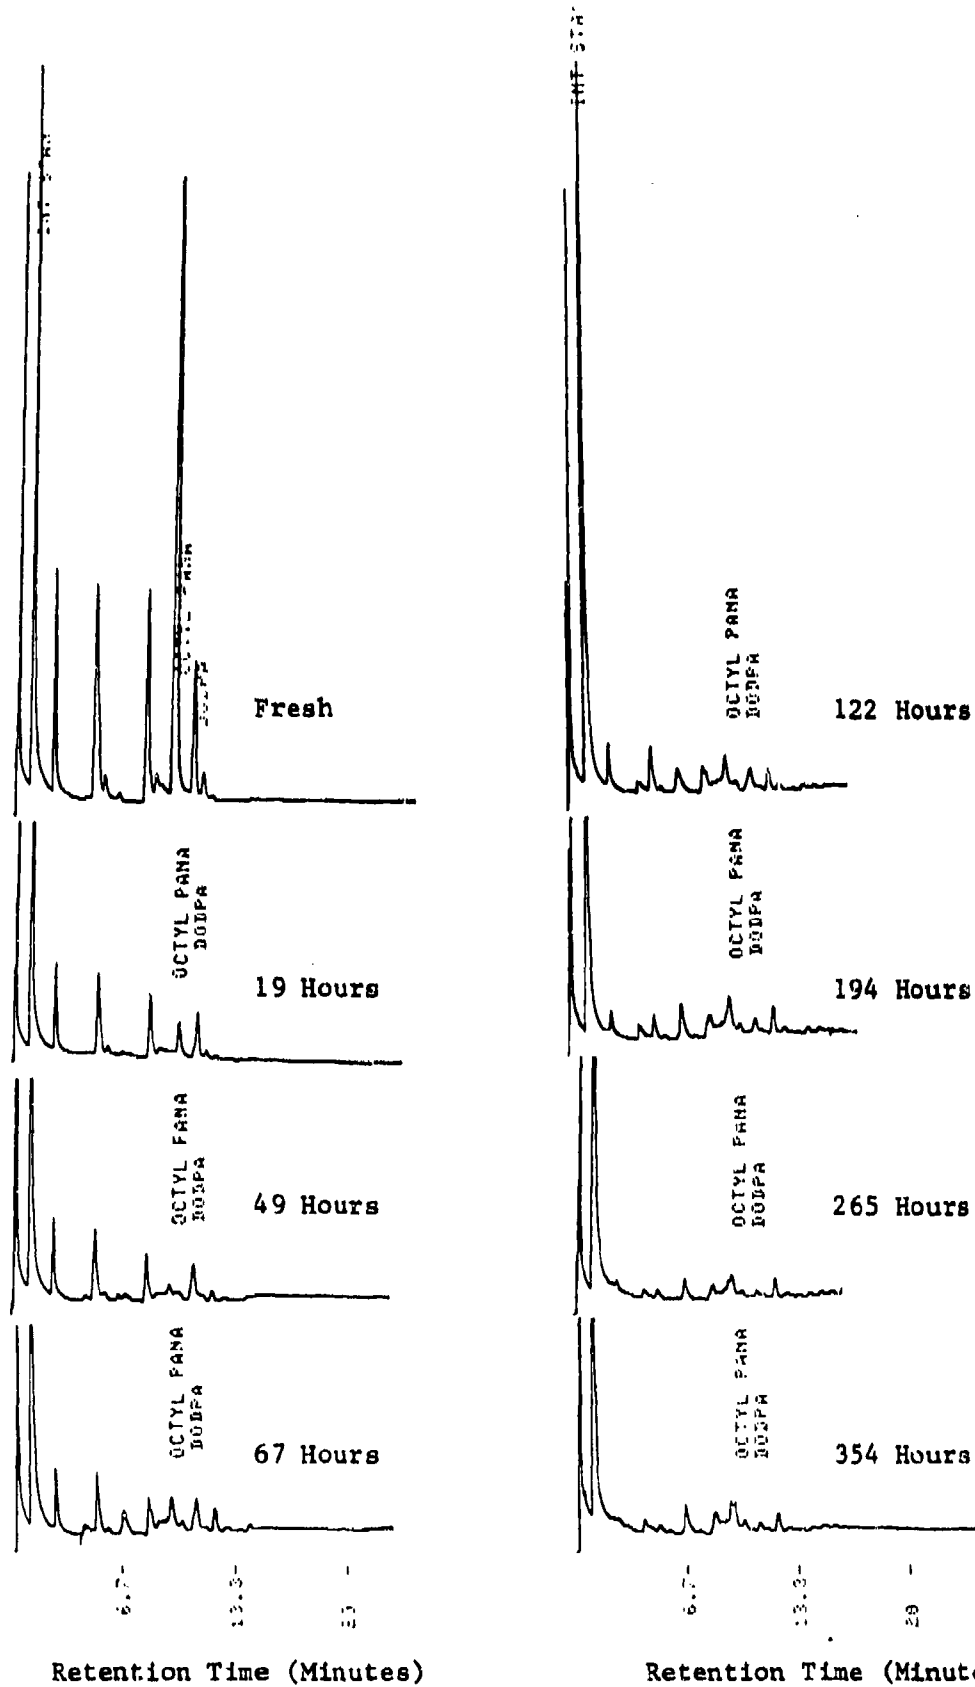 Fresh
OCTYL PANA
DODPA
19 Hours
OCTYL PANA
DODPA
49 Hours
OCTYL PANA
DODPA
67 Hours
6.7-
13.3-
Retention Time (Minutes)
INT STA
OCTYL PANA
DODPA
122 Hours
OCTYL PANA
DODPA
194 Hours
OCTYL PANA
DODPA
265 Hours
OCTYL PANA
DODPA
354 Hours
6.7-
13.3-
20 -
Retention Time (Minut